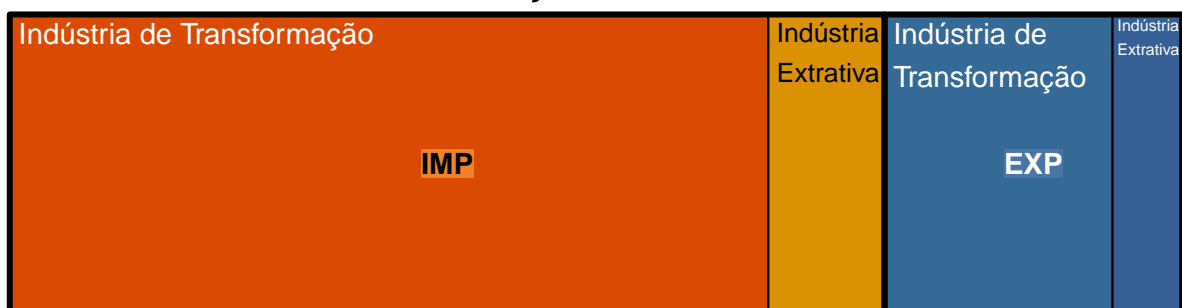 Indústria de Transformação
IMP
Indústria
Extrativa
Indústria de
Transformação
EXP
Indústria
Extrativa